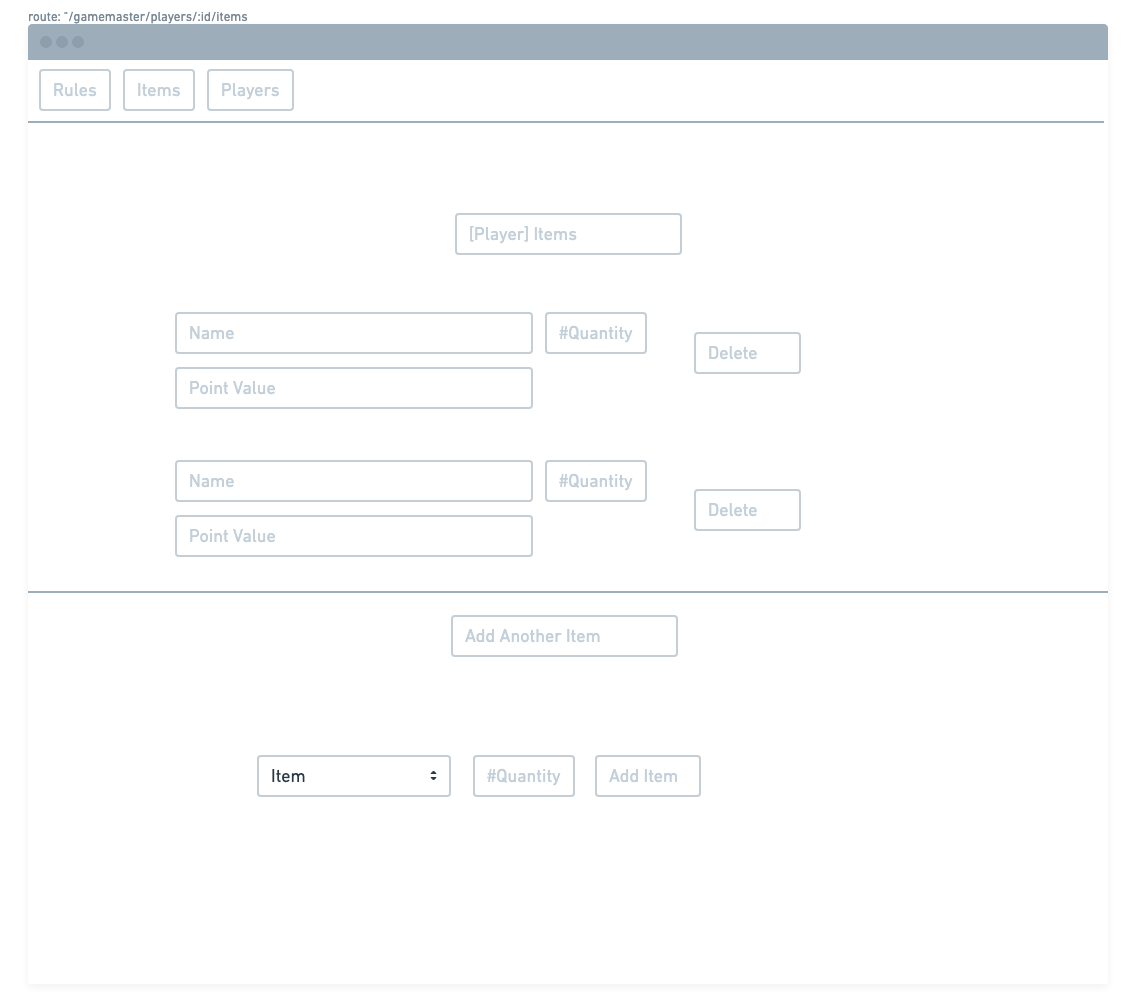 route: "/gamemaster/players/:id/items
Rules
Items
Players
[Player] Items
Name
#Quantity
Delete
Point Value
Name
#Quantity
Delete
Point Value
Add Another Item
Item
#Quantity
Add Item